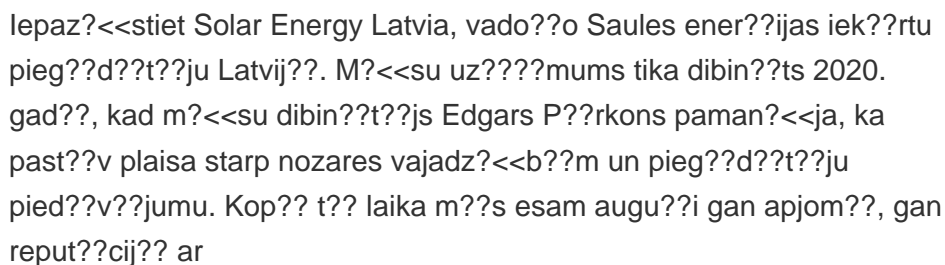 Iepaz?<<stiet Solar Energy Latvia, vado??o Saules ener??ijas iek??rtu
pieg??d??t??ju Latvij??. M?<<su uz????mums tika dibin??ts 2020.
gad??, kad m?<<su dibin??t??js Edgars P??rkons paman?<<ja, ka
past??v plaisa starp nozares vajadz?<<b??m un pieg??d??t??ju
pied??v??jumu. Kop?? t?? laika m??s esam augu??i gan apjom??, gan
reput??cij?? ar